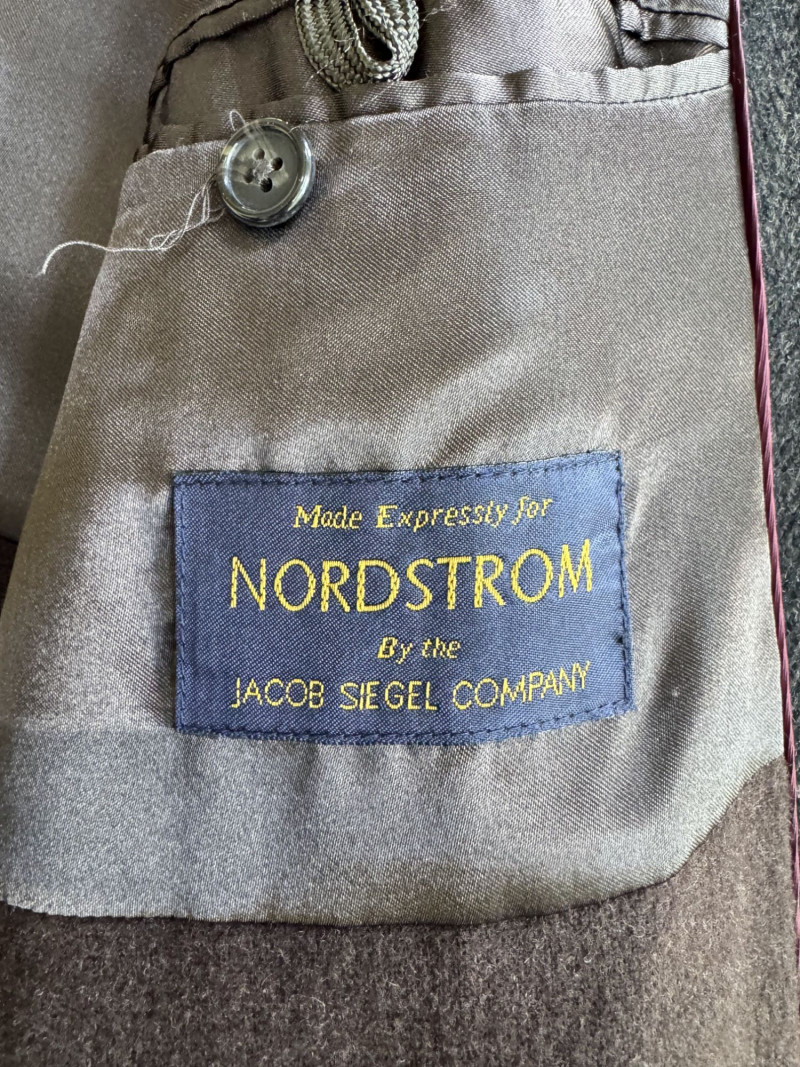 Made Expressly for
NORDSTROM
By the
JACOB SIEGEL COMPANY